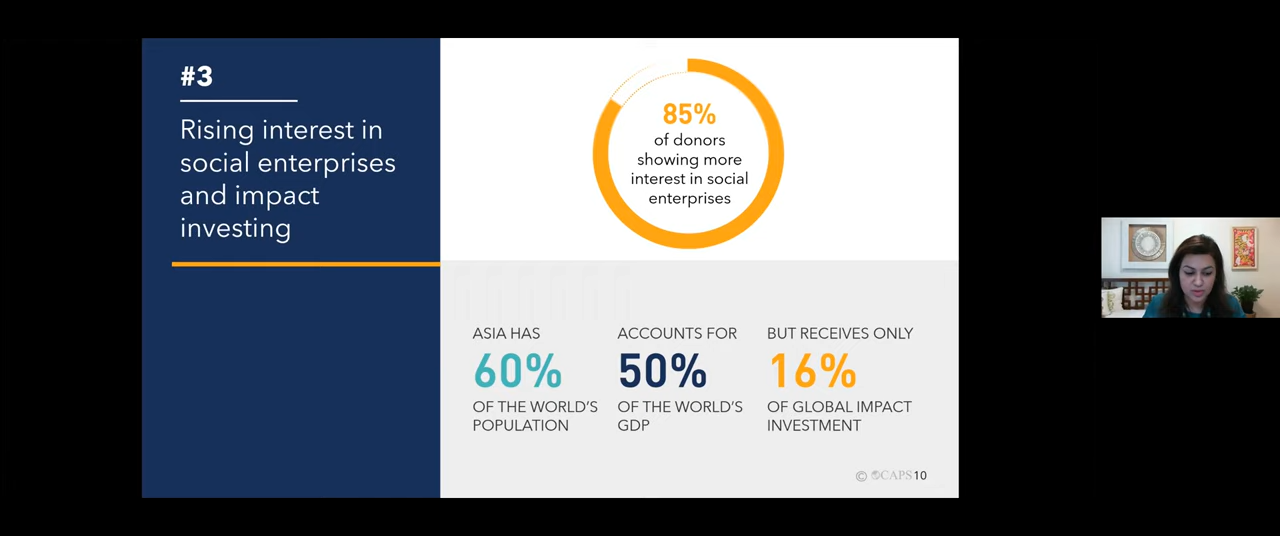 #3
Rising interest in
social enterprises
and impact
investing
85%
of donors
showing more
interest in social
enterprises
ASIA HAS
60%
OF THE WORLD'S
POPULATION
ACCOUNTS FOR
50%
OF THE WORLD'S
GDP
BUT RECEIVES ONLY
16%
OF GLOBAL IMPACT
INVESTMENT
© CAPS 10